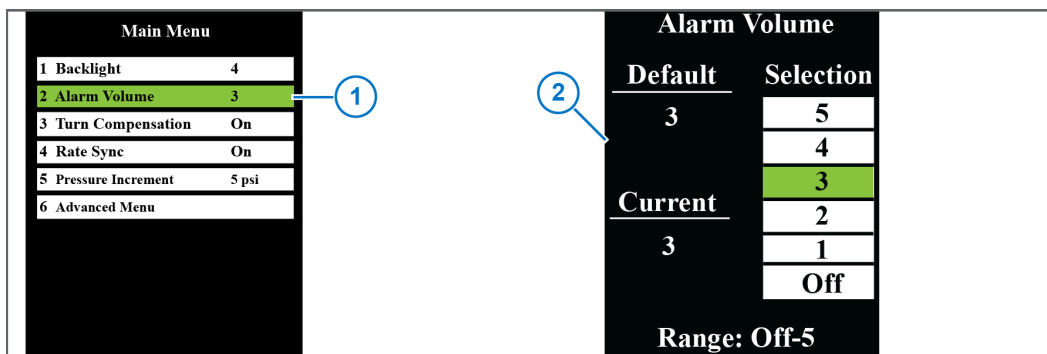 Main Menu
1 Backlight 4
2 Alarm Volume 3
3 Turn Compensation On
4 Rate Sync On
5 Pressure Increment 5 psi
6 Advanced Menu
1
Alarm Volume
Default
3
Current
3
Selection
5
4
3
2
1
Off
Range: Off-5
2